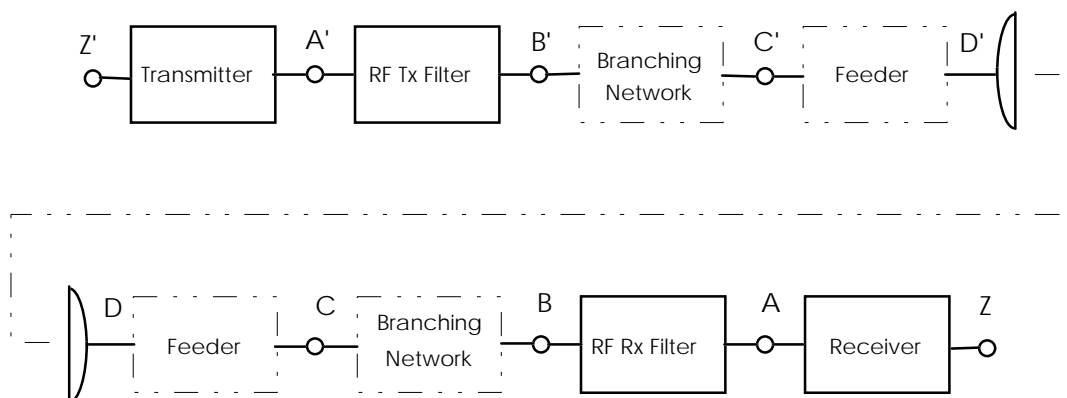 Z'
A'
B'
C'
D'
Transmitter
RF Tx Filter
Branching
Network
Feeder
D
C
B
A
Z
Feeder
Branching
Network
RF Rx Filter
Receiver